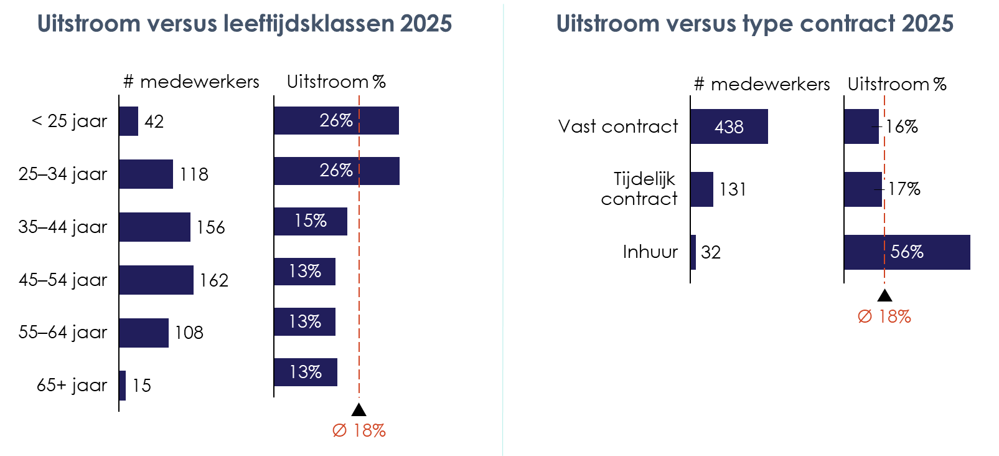 Uitstroom versus leeftijdsklassen 2025
# medewerkers Uitstroom %
< 25 jaar 42 26%
25–34 jaar 118 26%
35–44 jaar 156 15%
45–54 jaar 162 13%
55–64 jaar 108 13%
65+ jaar 15 13%
Ø 18%
Uitstroom versus type contract 2025
# medewerkers Uitstroom %
Vast contract 438 16%
Tijdelijk
contract 131 17%
Inhuur 32 56%
Ø 18%